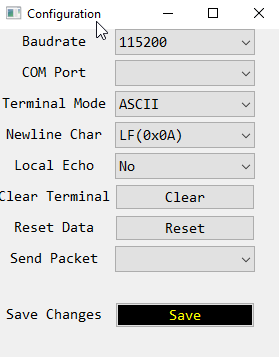 Configuration
Baudrate 115200
COM Port
Terminal Mode ASCII
Newline Char LF(0x0A)
Local Echo No
Clear Terminal Clear
Reset Data Reset
Send Packet
Save Changes Save